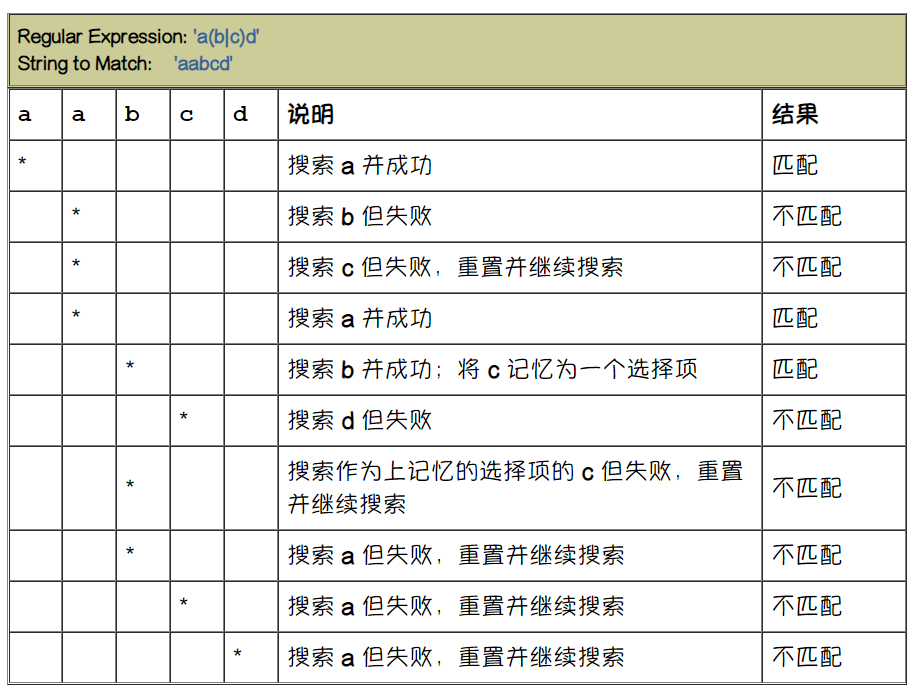 Regular Expression: 'a(b|c)d'
String to Match: 'aabcd'
a a b c d 说明 结果
* 搜索 a 并成功 匹配
* 搜索 b 但失败 不匹配
* 搜索 c 但失败，重置并继续搜索 不匹配
* 搜索 a 并成功 匹配
* 搜索 b 并成功；将 c 记忆为一个选择项 匹配
* 搜索 d 但失败 不匹配
* 搜索作为上记忆的选择项的 c 但失败，重置 不匹配
并继续搜索
* 搜索 a 但失败，重置并继续搜索 不匹配
* 搜索 a 但失败，重置并继续搜索 不匹配
* 搜索 a 但失败，重置并继续搜索 不匹配